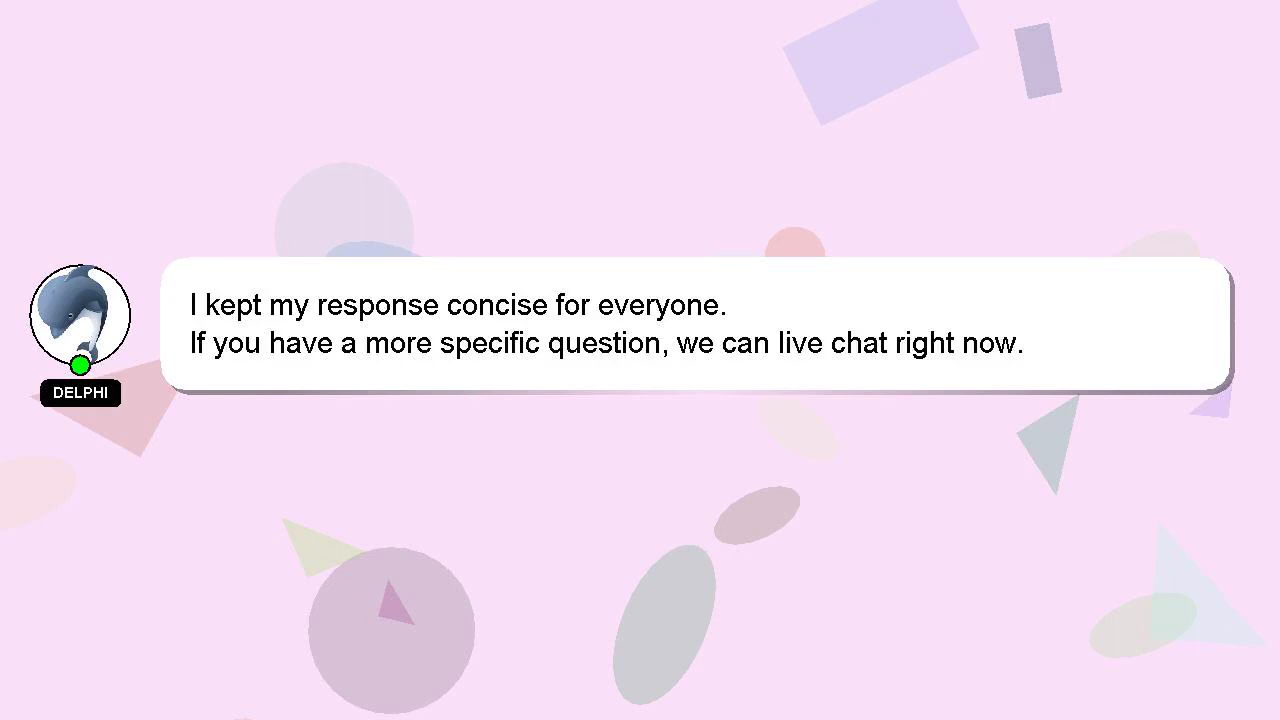 I kept my response concise for everyone.
If you have a more specific question, we can live chat right now.
DELPHI